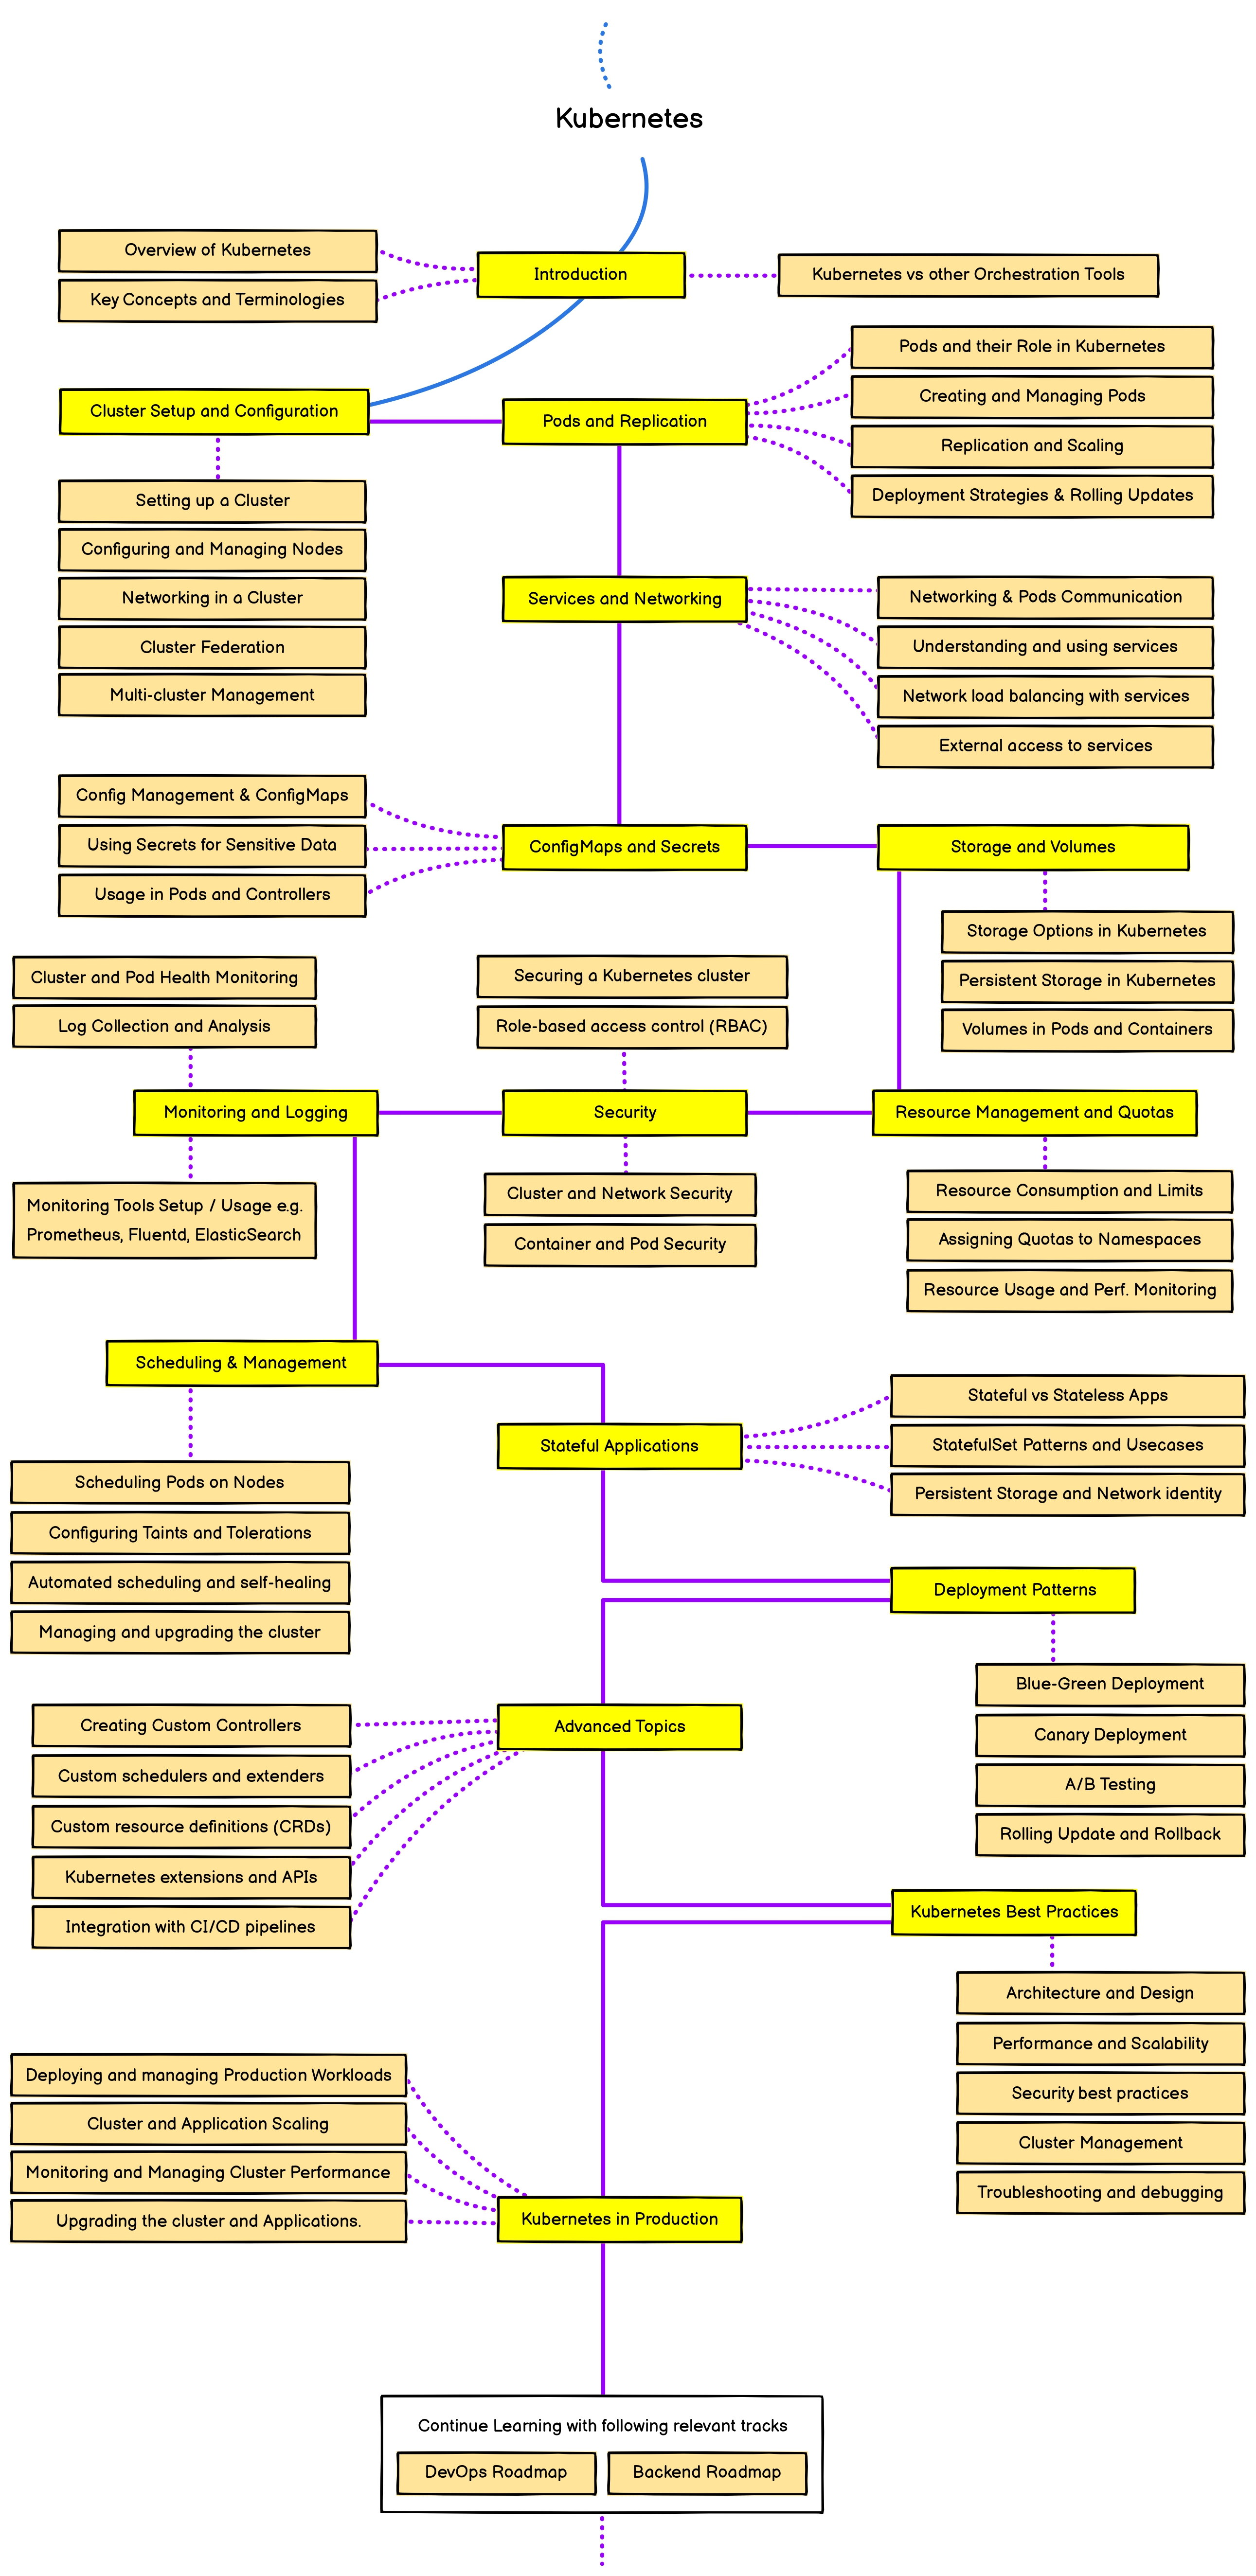 Kubernetes
Overview of Kubernetes
Key Concepts and Terminologies
Introduction
Kubernetes vs other Orchestration Tools
Cluster Setup and Configuration
Setting up a Cluster
Configuring and Managing Nodes
Networking in a Cluster
Cluster Federation
Multi-cluster Management
Pods and Replication
Pods and their Role in Kubernetes
Creating and Managing Pods
Replication and Scaling
Deployment Strategies & Rolling Updates
Services and Networking
Networking & Pods Communication
Understanding and using services
Network load balancing with services
External access to services
Config Management & ConfigMaps
Using Secrets for Sensitive Data
Usage in Pods and Controllers
ConfigMaps and Secrets
Storage and Volumes
Storage Options in Kubernetes
Persistent Storage in Kubernetes
Volumes in Pods and Containers
Cluster and Pod Health Monitoring
Log Collection and Analysis
Monitoring and Logging
Monitoring Tools Setup / Usage e.g.
Prometheus, Fluentd, ElasticSearch
Securing a Kubernetes cluster
Role-based access control (RBAC)
Security
Cluster and Network Security
Container and Pod Security
Resource Management and Quotas
Resource Consumption and Limits
Assigning Quotas to Namespaces
Resource Usage and Perf. Monitoring
Scheduling & Management
Scheduling Pods on Nodes
Configuring Taints and Tolerations
Automated scheduling and self-healing
Managing and upgrading the cluster
Stateful Applications
Stateful vs Stateless Apps
StatefulSet Patterns and Usecases
Persistent Storage and Network identity
Deployment Patterns
Blue-Green Deployment
Canary Deployment
A/B Testing
Rolling Update and Rollback
Creating Custom Controllers
Custom schedulers and extenders
Custom resource definitions (CRDs)
Kubernetes extensions and APIs
Integration with CI/CD pipelines
Advanced Topics
Kubernetes Best Practices
Architecture and Design
Performance and Scalability
Security best practices
Cluster Management
Troubleshooting and debugging
Deploying and managing Production Workloads
Cluster and Application Scaling
Monitoring and Managing Cluster Performance
Upgrading the cluster and Applications.
Kubernetes in Production
Continue Learning with following relevant tracks
DevOps Roadmap
Backend Roadmap